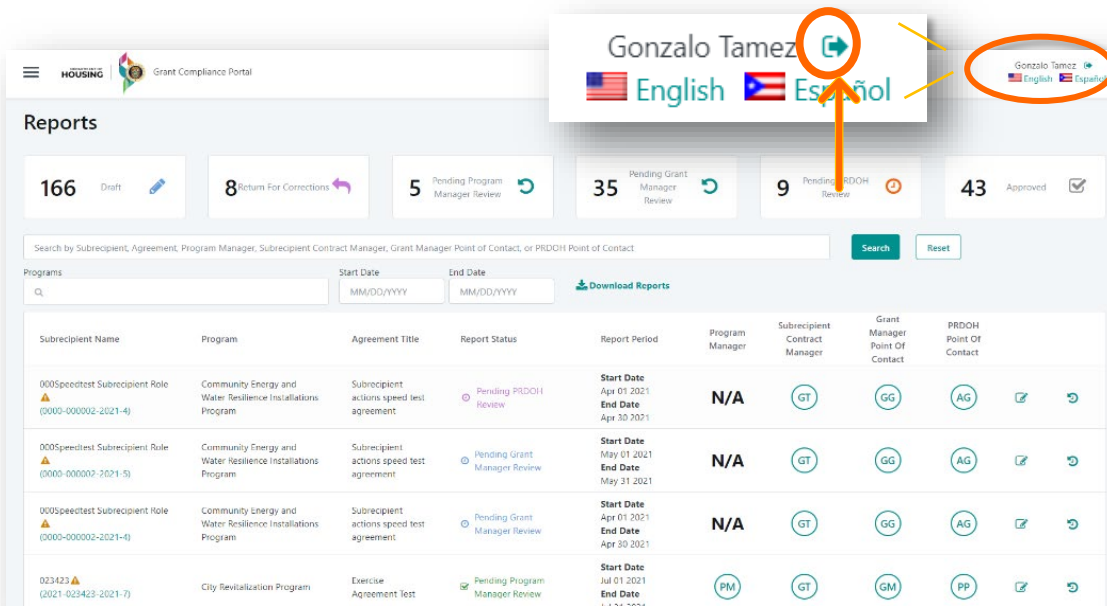 Gonzalo Tamez
English Español
Gonzalo Tamez
English Español
HOUSING
Grant Compliance Portal
Reports
166 Draft
8 Return For Corrections
5 Pending Program Manager Review
35 Pending Grant Manager Review
9 Pending PRDOH Review
43 Approved
Search by Subrecipient, Agreement, Program Manager, Subrecipient Contract Manager, Grant Manager Point of Contact, or PRDOH Point of Contact
Search
Reset
Programs
Start Date
End Date
MM/DD/YYYY
MM/DD/YYYY
Download Reports
Subrecipient Name
Program
Agreement Title
Report Status
Report Period
Program Manager
Subrecipient Contract Manager
Grant Manager Point Of Contact
PRDOH Point Of Contact
000Speedtest Subrecipient Role
(0000-000002-2021-4)
Community Energy and
Water Resilience Installations
Program
Subrecipient
actions speed test
agreement
Pending PRDOH
Review
Start Date
Apr 01 2021
End Date
Apr 30 2021
N/A
GT
GG
AG
000Speedtest Subrecipient Role
(0000-000002-2021-5)
Community Energy and
Water Resilience Installations
Program
Subrecipient
actions speed test
agreement
Pending Grant
Manager Review
Start Date
May 01 2021
End Date
May 31 2021
N/A
GT
GG
AG
000Speedtest Subrecipient Role
(0000-000002-2021-4)
Community Energy and
Water Resilience Installations
Program
Subrecipient
actions speed test
agreement
Pending Grant
Manager Review
Start Date
Apr 01 2021
End Date
Apr 30 2021
N/A
GT
GG
AG
023423
(2021-023423-2021-7)
City Revitalization Program
Exercise
Agreement Test
Pending Program
Manager Review
Start Date
Jul 01 2021
End Date
PM
GT
GM
PP